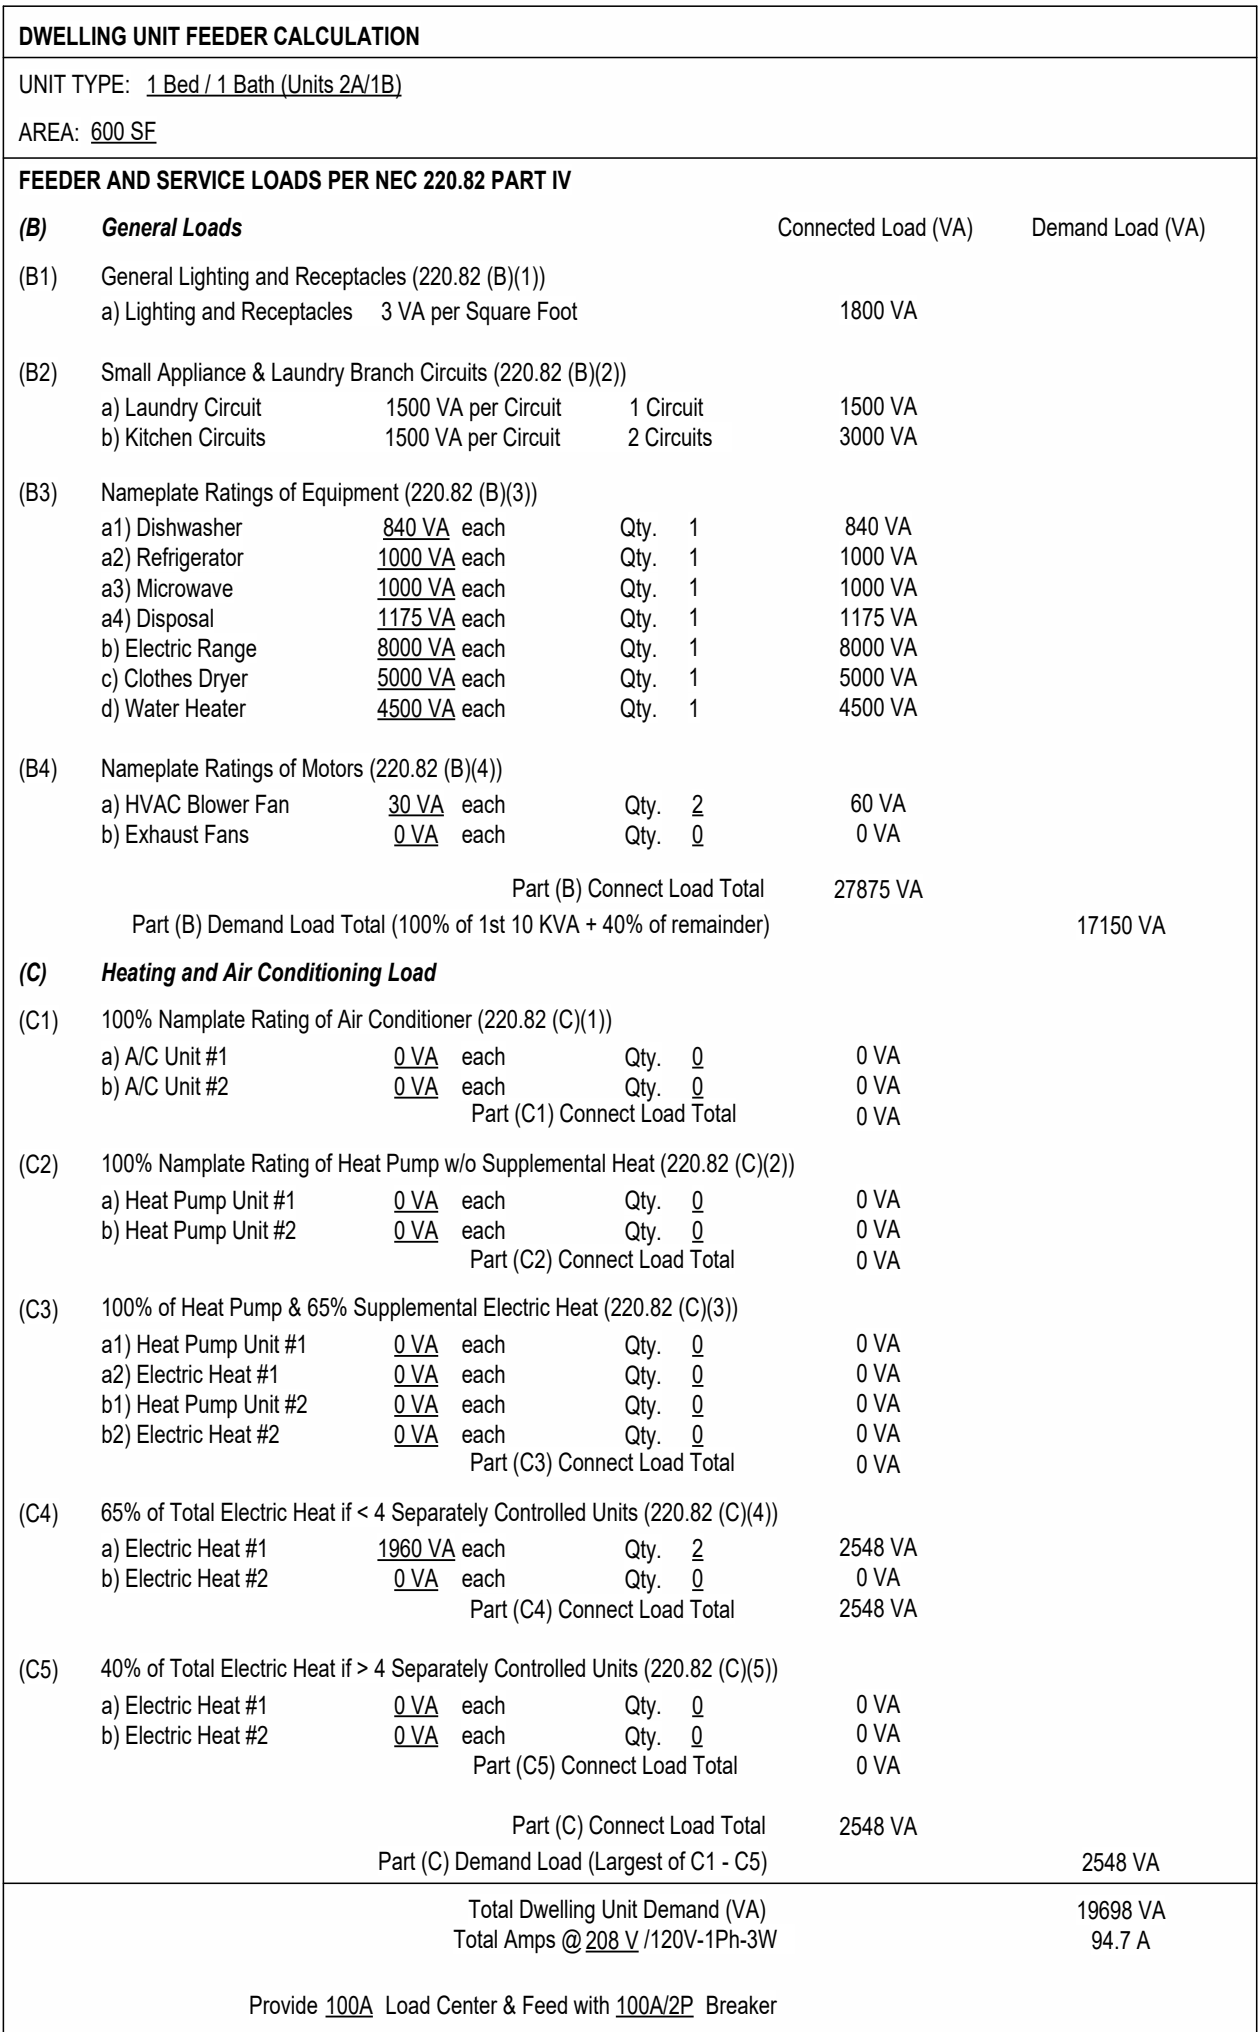 DWELLING UNIT FEEDER CALCULATION
UNIT TYPE: 1 Bed / 1 Bath (Units 2A/1B)
AREA: 600 SF
FEEDER AND SERVICE LOADS PER NEC 220.82 PART IV
(B) General Loads Connected Load (VA) Demand Load (VA)
(B1) General Lighting and Receptacles (220.82 (B)(1))
a) Lighting and Receptacles 3 VA per Square Foot 1800 VA
(B2) Small Appliance & Laundry Branch Circuits (220.82 (B)(2))
a) Laundry Circuit 1500 VA per Circuit 1 Circuit 1500 VA
b) Kitchen Circuits 1500 VA per Circuit 2 Circuits 3000 VA
(B3) Nameplate Ratings of Equipment (220.82 (B)(3))
a1) Dishwasher 840 VA each Qty. 1 840 VA
a2) Refrigerator 1000 VA each Qty. 1 1000 VA
a3) Microwave 1000 VA each Qty. 1 1000 VA
a4) Disposal 1175 VA each Qty. 1 1175 VA
b) Electric Range 8000 VA each Qty. 1 8000 VA
c) Clothes Dryer 5000 VA each Qty. 1 5000 VA
d) Water Heater 4500 VA each Qty. 1 4500 VA
(B4) Nameplate Ratings of Motors (220.82 (B)(4))
a) HVAC Blower Fan 30 VA each Qty. 2 60 VA
b) Exhaust Fans 0 VA each Qty. 0 0 VA
Part (B) Connect Load Total 27875 VA
Part (B) Demand Load Total (100% of 1st 10 KVA + 40% of remainder) 17150 VA
(C) Heating and Air Conditioning Load
(C1) 100% Namplate Rating of Air Conditioner (220.82 (C)(1))
a) A/C Unit #1 0 VA each Qty. 0 0 VA
b) A/C Unit #2 0 VA each Qty. 0 0 VA
Part (C1) Connect Load Total 0 VA
(C2) 100% Namplate Rating of Heat Pump w/o Supplemental Heat (220.82 (C)(2))
a) Heat Pump Unit #1 0 VA each Qty. 0 0 VA
b) Heat Pump Unit #2 0 VA each Qty. 0 0 VA
Part (C2) Connect Load Total 0 VA
(C3) 100% of Heat Pump & 65% Supplemental Electric Heat (220.82 (C)(3))
a1) Heat Pump Unit #1 0 VA each Qty. 0 0 VA
a2) Electric Heat #1 0 VA each Qty. 0 0 VA
b1) Heat Pump Unit #2 0 VA each Qty. 0 0 VA
b2) Electric Heat #2 0 VA each Qty. 0 0 VA
Part (C3) Connect Load Total 0 VA
(C4) 65% of Total Electric Heat if < 4 Separately Controlled Units (220.82 (C)(4))
a) Electric Heat #1 1960 VA each Qty. 2 2548 VA
b) Electric Heat #2 0 VA each Qty. 0 0 VA
Part (C4) Connect Load Total 2548 VA
(C5) 40% of Total Electric Heat if > 4 Separately Controlled Units (220.82 (C)(5))
a) Electric Heat #1 0 VA each Qty. 0 0 VA
b) Electric Heat #2 0 VA each Qty. 0 0 VA
Part (C5) Connect Load Total 0 VA
Part (C) Connect Load Total 2548 VA
Part (C) Demand Load (Largest of C1 - C5) 2548 VA
Total Dwelling Unit Demand (VA) 19698 VA
Total Amps @ 208 V /120V-1Ph-3W 94.7 A
Provide 100A Load Center & Feed with 100A/2P Breaker